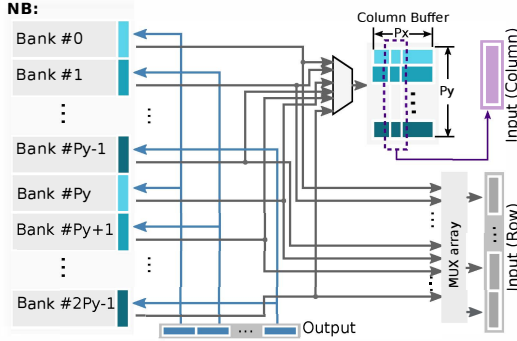 NB:
Bank #0
Bank #1
⋮
Bank #Py-1
Bank #Py
Bank #Py+1
⋮
Bank #2Py-1
Output
Column Buffer
Px
Py
Input (Column)
MUX array
Input (Row)